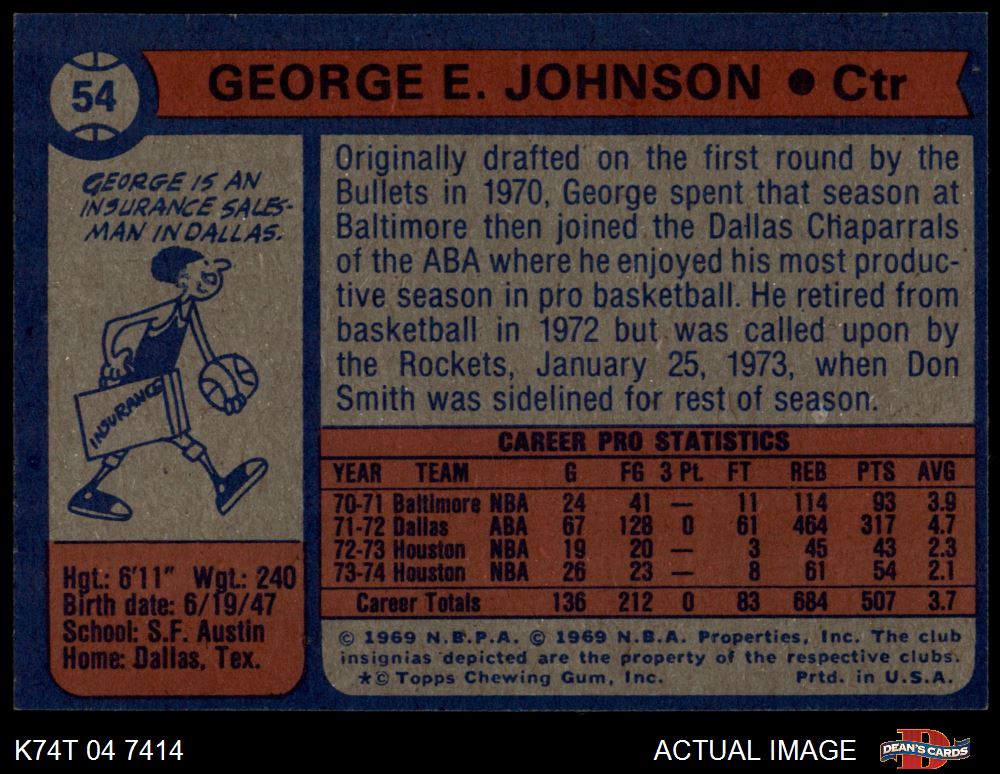 54
GEORGE E. JOHNSON ● Ctr
GEORGE IS AN
INSURANCE SALES-
MAN IN DALLAS.
INSURANCE
Originally drafted on the first round by the
Bullets in 1970, George spent that season at
Baltimore then joined the Dallas Chaparrals
of the ABA where he enjoyed his most produc-
tive season in pro basketball. He retired from
basketball in 1972 but was called upon by
the Rockets, January 25, 1973, when Don
Smith was sidelined for rest of season.
CAREER PRO STATISTICS
YEAR TEAM G FG 3 Pt. FT REB PTS AVG
70-71 Baltimore NBA 24 41 — 11 114 93 3.9
71-72 Dallas ABA 67 128 0 61 464 317 4.7
72-73 Houston NBA 19 20 — 3 45 43 2.3
73-74 Houston NBA 26 23 — 8 61 54 2.1
Career Totals 136 212 0 83 684 507 3.7
Hgt.: 6'11" Wgt.: 240
Birth date: 6/19/47
School: S.F. Austin
Home: Dallas, Tex.
© 1969 N.B.P.A. © 1969 N.B.A. Properties, Inc. The club
insignias depicted are the property of the respective clubs.
*© Topps Chewing Gum, Inc. Prtd. in U.S.A.
K74T 04 7414
ACTUAL IMAGE
DEAN'S CARDS